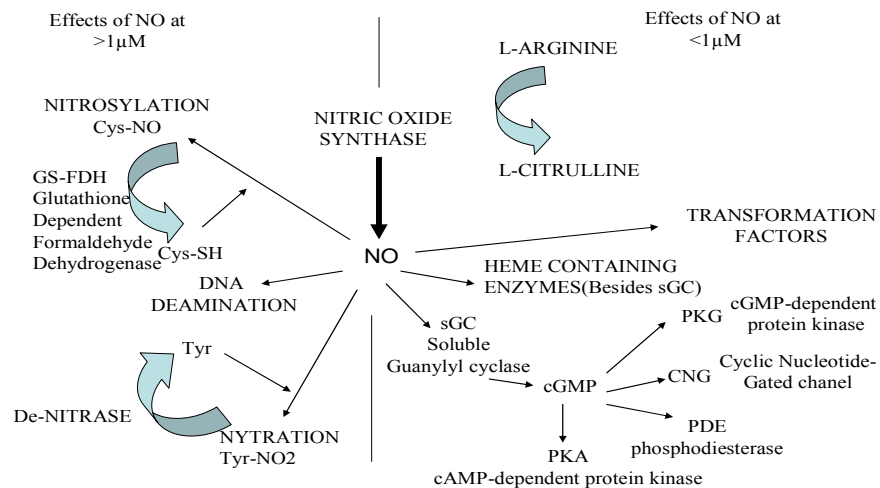 Effects of NO at
>1µM
Effects of NO at
<1µM
L-ARGININE
NITROSYLATION
Cys-NO
NITRIC OXIDE
SYNTHASE
L-CITRULLINE
GS-FDH
Glutathione
Dependent
Formaldehyde
Dehydrogenase
Cys-SH
NO
TRANSFORMATION
FACTORS
DNA
DEAMINATION
HEME CONTAINING
ENZYMES(Besides sGC)
sGC
Soluble
Guanylyl cyclase
PKG
cGMP-dependent
protein kinase
Tyr
cGMP
CNG
Cyclic Nucleotide-
Gated chanel
De-NITRASE
NYTRATION
Tyr-NO2
PDE
phosphodiesterase
PKA
cAMP-dependent protein kinase